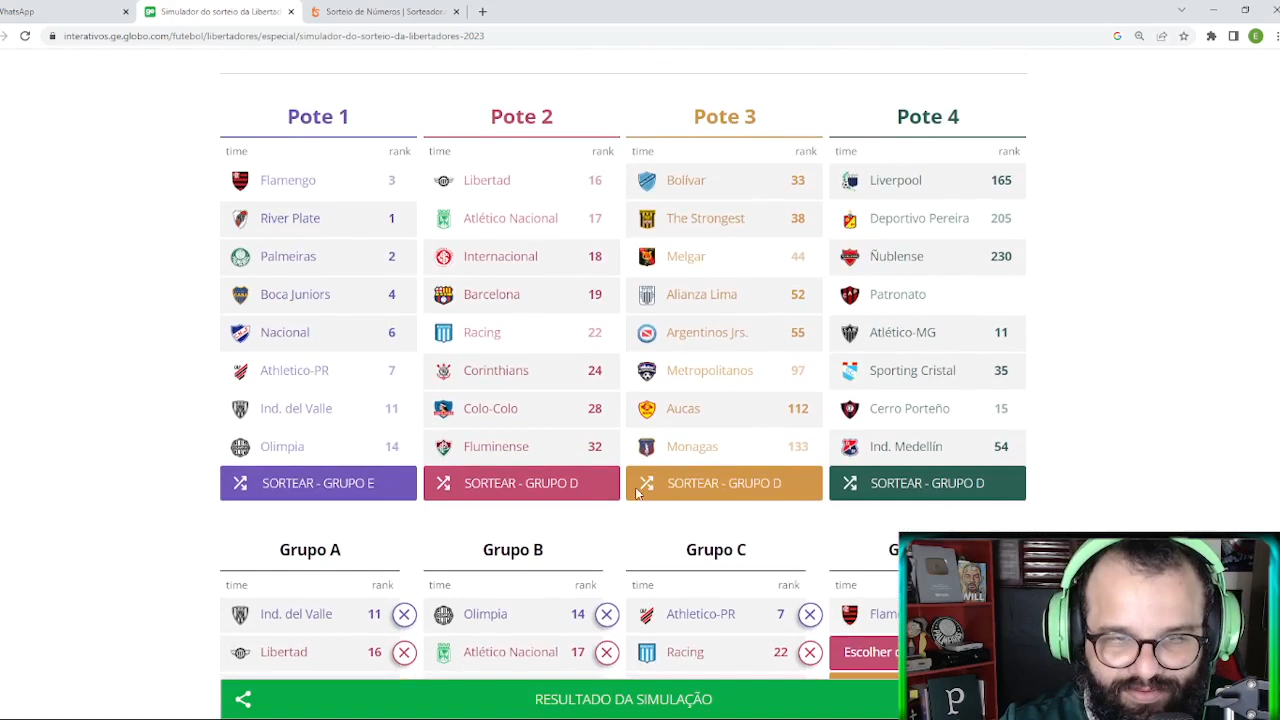 WhatsApp
Simulador do sorteio da Libertad
Sorteio de Números | Sorteador.
interativos.ge.globo.com/futebol/libertadores/especial/simulador-do-sorteio-da-libertadores-2023
E
Pote 1 Pote 2 Pote 3 Pote 4
time rank time rank time rank time rank
Flamengo 3 Libertad 16 Bolívar 33 Liverpool 165
River Plate 1 Atlético Nacional 17 The Strongest 38 Deportivo Pereira 205
Palmeiras 2 Internacional 18 Melgar 44 Ñublense 230
Boca Juniors 4 Barcelona 19 Alianza Lima 52 Patronato
Nacional 6 Racing 22 Argentinos Jrs. 55 Atlético-MG 11
Athletico-PR 7 Corinthians 24 Metropolitanos 97 Sporting Cristal 35
Ind. del Valle 11 Colo-Colo 28 Aucas 112 Cerro Porteño 15
Olimpia 14 Fluminense 32 Monagas 133 Ind. Medellín 54
SORTEAR - GRUPO E SORTEAR - GRUPO D SORTEAR - GRUPO D SORTEAR - GRUPO D
Grupo A Grupo B Grupo C G
time rank time rank time rank time
Ind. del Valle 11 Olimpia 14 Athletico-PR 7 Flam
Libertad 16 Atlético Nacional 17 Racing 22 Escolher
RESULTADO DA SIMULAÇÃO
WILL
P